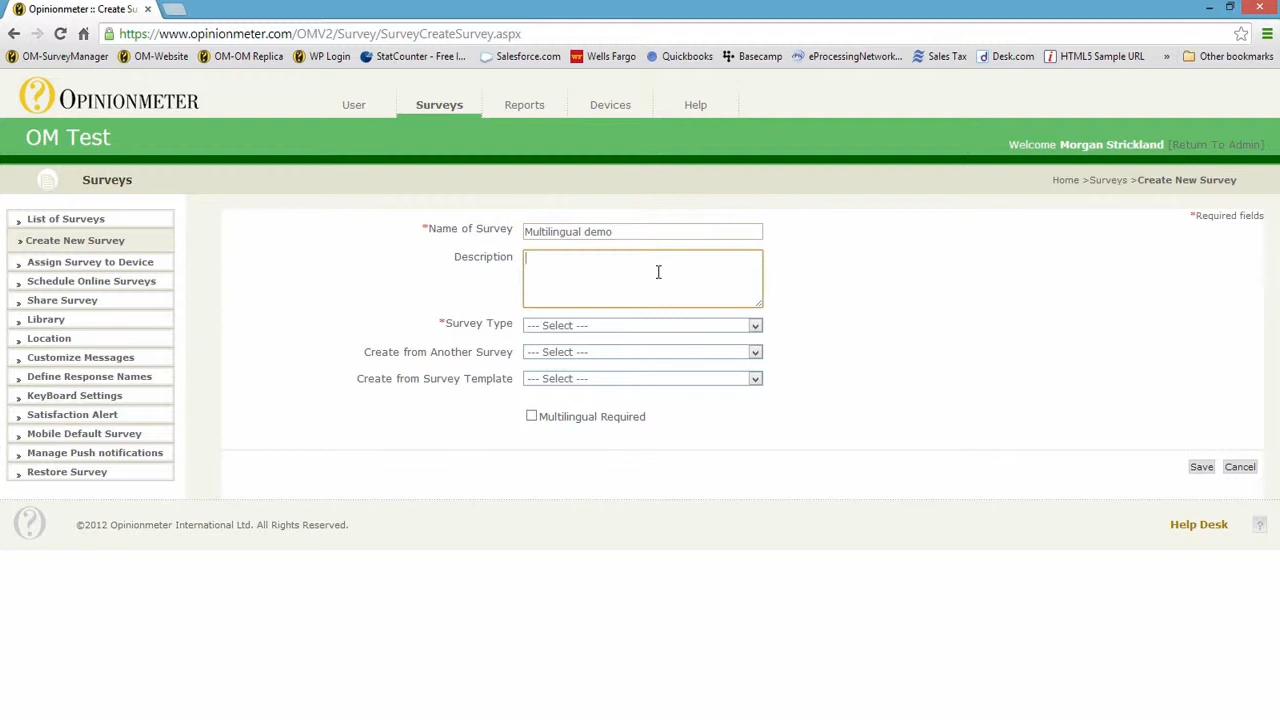 Opinionmeter :: Create Su
https://www.opinionmeter.com/OMV2/Survey/SurveyCreateSurvey.aspx
OM-SurveyManager OM-Website OM-OM Replica WP Login StatCounter - Free I... Salesforce.com Wells Fargo Quickbooks Basecamp eProcessingNetwork... Sales Tax Desk.com HTML5 Sample URL » Other bookmarks
OPINIONMETER
User Surveys Reports Devices Help
OM Test
Welcome Morgan Strickland [Return To Admin]
Surveys
Home >Surveys >Create New Survey
*Required fields
List of Surveys
Create New Survey
Assign Survey to Device
Schedule Online Surveys
Share Survey
Library
Location
Customize Messages
Define Response Names
KeyBoard Settings
Satisfaction Alert
Mobile Default Survey
Manage Push notifications
Restore Survey
*Name of Survey Multilingual demo
Description
*Survey Type --- Select ---
Create from Another Survey --- Select ---
Create from Survey Template --- Select ---
Multilingual Required
Save Cancel
©2012 Opinionmeter International Ltd. All Rights Reserved.
Help Desk ?